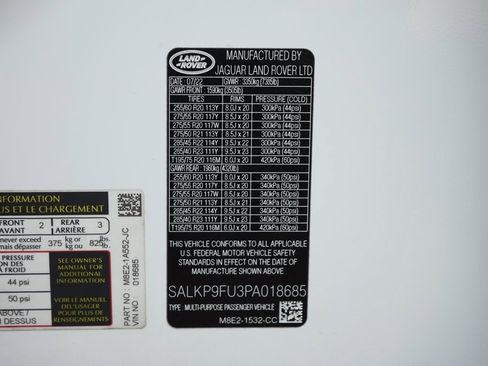 LAND
ROVER
MANUFACTURED BY
JAGUAR LAND ROVER LTD
DATE : 07/22 GVWR : 3350kg (7385lb)
GAWR FRONT: 1590kg (3505lb)
TIRES RIMS PRESSURE (COLD)
255/60 R20 113Y 8.0J x 20 300kPa (44psi)
275/55 R20 117Y 8.5J x 20 300kPa (44psi)
275/55 R20 117W 8.5J x 20 300kPa (44psi)
275/50 R21 113Y 8.5J x 21 300kPa (44psi)
285/45 R22 114Y 9.5J x 22 300kPa (44psi)
285/40 R23 111Y 9.5J x 23 300kPa (44psi)
T195/75 R20 116M 6.0J x 20 420kPa (60psi)
GAWR REAR: 1960kg (4320lb)
255/60 R20 113Y 8.0J x 20 340kPa (50psi)
275/55 R20 117Y 8.5J x 20 340kPa (50psi)
275/55 R20 117W 8.5J x 20 340kPa (50psi)
275/50 R21 113Y 8.5J x 21 340kPa (50psi)
285/45 R22 114Y 9.5J x 22 340kPa (50psi)
285/40 R23 111Y 9.5J x 23 340kPa (50psi)
T195/75 R20 116M 6.0J x 20 420kPa (60psi)
THIS VEHICLE CONFORMS TO ALL APPLICABLE
U.S. FEDERAL MOTOR VEHICLE SAFETY
STANDARDS IN EFFECT ON THE DATE OF
MANUFACTURE SHOWN ABOVE
SALKP9FU3PA018685
TYPE: MULTI-PURPOSE PASSENGER VEHICLE
M8E2-1532-CC
INFORMATION
US ET LE CHARGEMENT
FRONT 2 REAR 3
AVANT ARRIÈRE
never exceed 375 kg or 825 lb.
mais dépasser kg ou lb.
PRESSURE
À FROID
44 psi
50 psi
ABOVE /
DESSUS
SEE OWNER'S
MANUAL FOR
ADDITIONAL
INFORMATION
VOIR LE MANUEL
DE L'USAGER
POUR PLUS DE
RENSEIGNEMENTS
PART NO : M8E2-1A552-JC
VIN NO : 018685